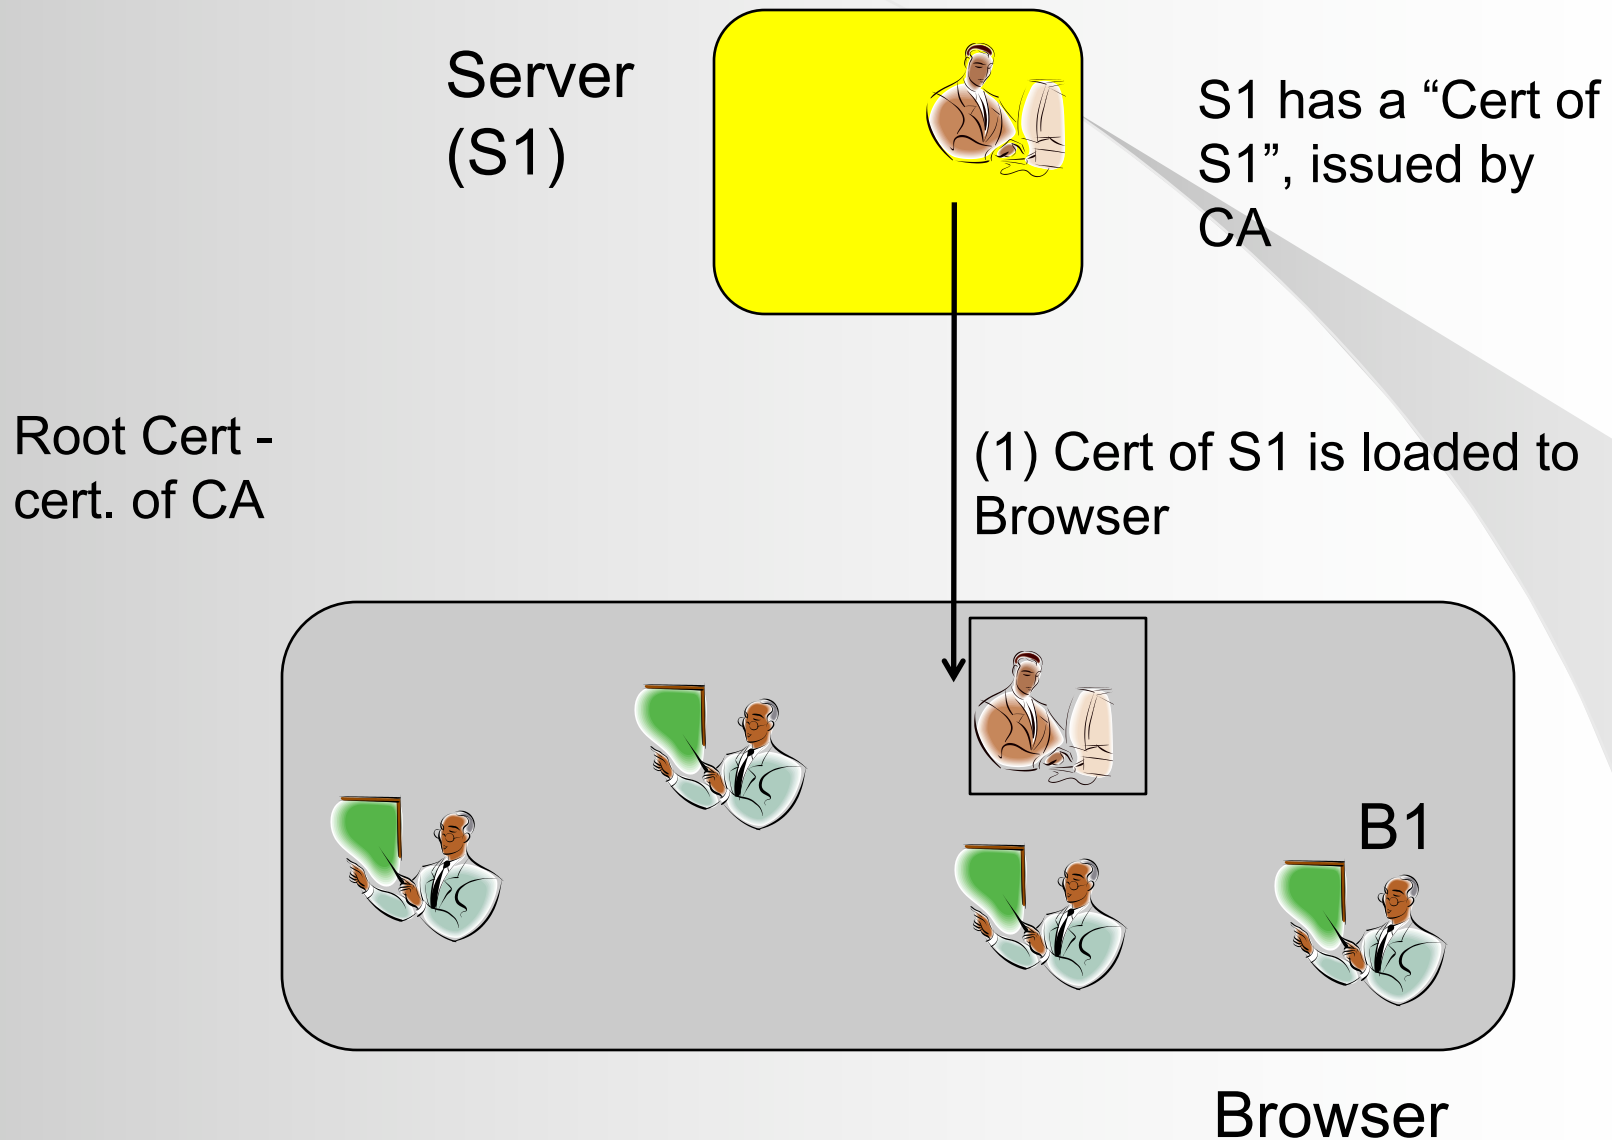 Server
(S1)
S1 has a “Cert of
S1”, issued by
CA
Root Cert -
cert. of CA
(1) Cert of S1 is loaded to
Browser
B1
Browser